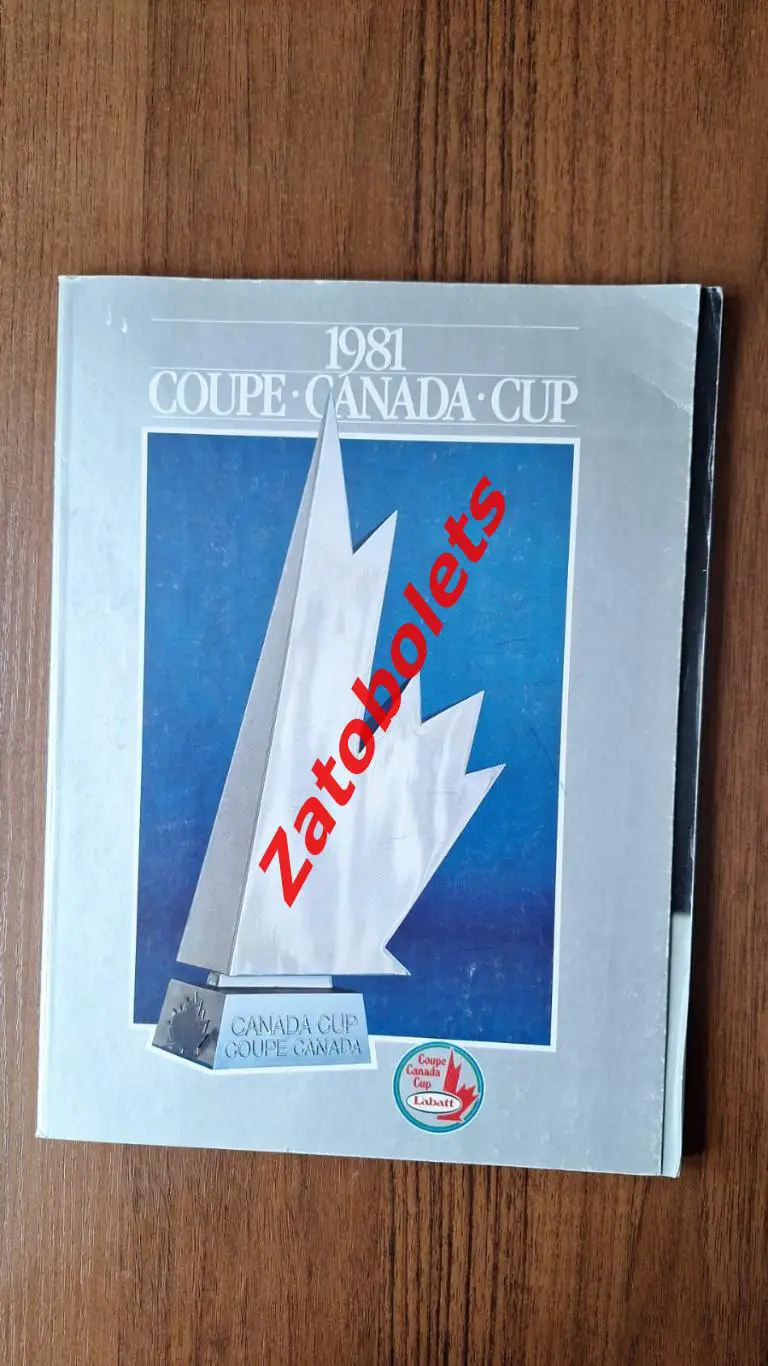 1981
COUPE · CANADA · CUP
Zatobolets
CANADA CUP
COUPE CANADA
Coupe
Canada
Cup
Labatt